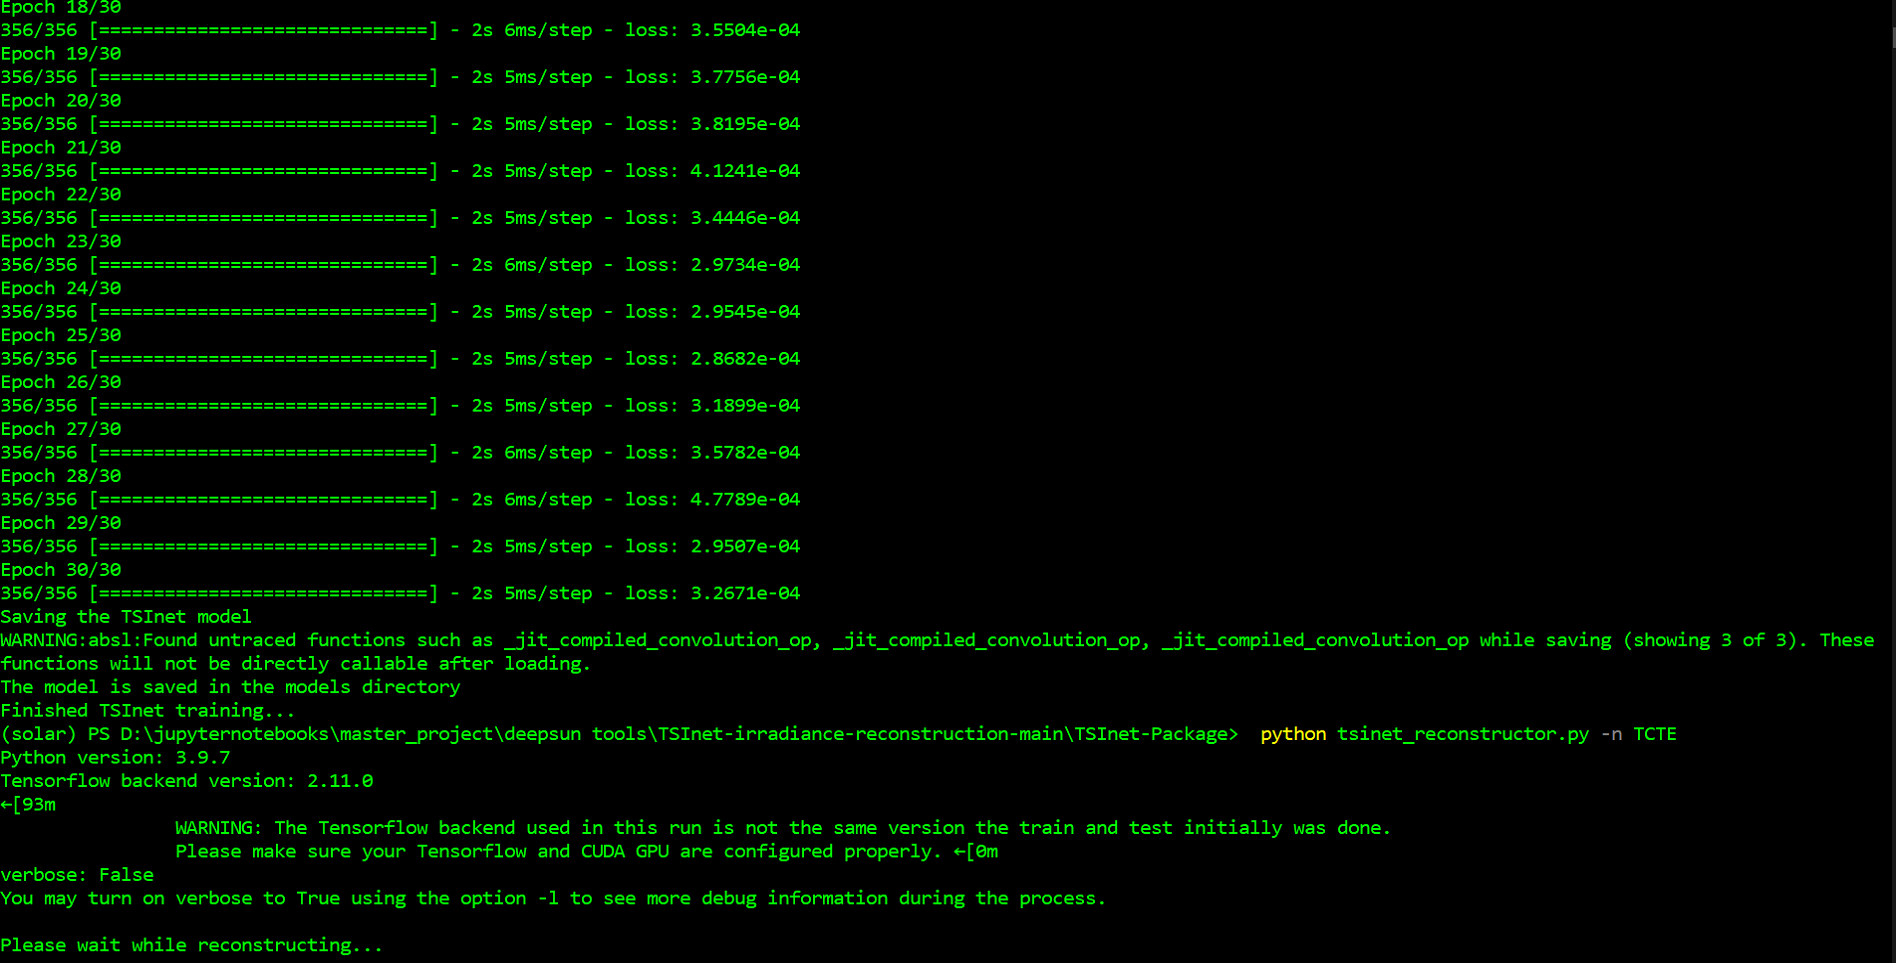 Epoch 18/30
356/356 [==============================] - 2s 6ms/step - loss: 3.5504e-04
Epoch 19/30
356/356 [==============================] - 2s 5ms/step - loss: 3.7756e-04
Epoch 20/30
356/356 [==============================] - 2s 5ms/step - loss: 3.8195e-04
Epoch 21/30
356/356 [==============================] - 2s 5ms/step - loss: 4.1241e-04
Epoch 22/30
356/356 [==============================] - 2s 5ms/step - loss: 3.4446e-04
Epoch 23/30
356/356 [==============================] - 2s 6ms/step - loss: 2.9734e-04
Epoch 24/30
356/356 [==============================] - 2s 5ms/step - loss: 2.9545e-04
Epoch 25/30
356/356 [==============================] - 2s 5ms/step - loss: 2.8682e-04
Epoch 26/30
356/356 [==============================] - 2s 5ms/step - loss: 3.1899e-04
Epoch 27/30
356/356 [==============================] - 2s 6ms/step - loss: 3.5782e-04
Epoch 28/30
356/356 [==============================] - 2s 6ms/step - loss: 4.7789e-04
Epoch 29/30
356/356 [==============================] - 2s 5ms/step - loss: 2.9507e-04
Epoch 30/30
356/356 [==============================] - 2s 5ms/step - loss: 3.2671e-04
Saving the TSInet model
WARNING:absl:Found untraced functions such as _jit_compiled_convolution_op, _jit_compiled_convolution_op, _jit_compiled_convolution_op while saving (showing 3 of 3). These
functions will not be directly callable after loading.
The model is saved in the models directory
Finished TSInet training...
(solar) PS D:\jupyternotebooks\master_project\deepsun tools\TSInet-irradiance-reconstruction-main\TSInet-Package>  python tsinet_reconstructor.py -n TCTE
Python version: 3.9.7
Tensorflow backend version: 2.11.0
←[93m
WARNING: The Tensorflow backend used in this run is not the same version the train and test initially was done.
Please make sure your Tensorflow and CUDA GPU are configured properly. ←[0m
verbose: False
You may turn on verbose to True using the option -l to see more debug information during the process.
Please wait while reconstructing...